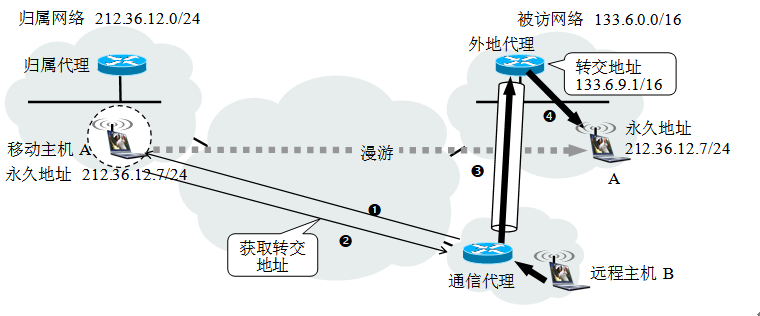 归属网络 212.36.12.0/24
被访网络 133.6.0.0/16
归属代理
外地代理
转交地址
133.6.9.1/16
❹
移动主机 A
永久地址 212.36.12.7/24
漫游
永久地址
212.36.12.7/24
A
❸
❶
❷
获取转交
地址
通信代理
远程主机 B